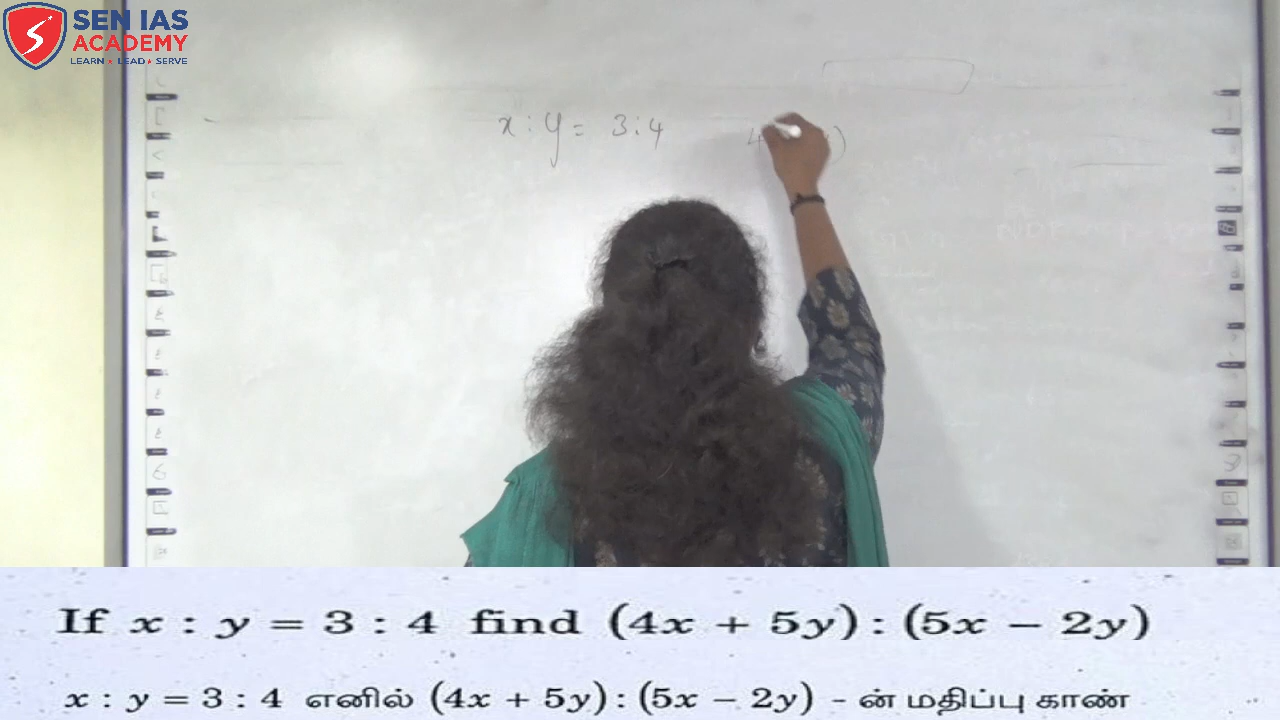 SEN IAS
ACADEMY
LEARN ★ LEAD ★ SERVE
x : y = 3:4
If x : y = 3 : 4 find (4x + 5y) : (5x − 2y)
x : y = 3 : 4 எனில் (4x + 5y) : (5x − 2y) - ன் மதிப்பு காண்